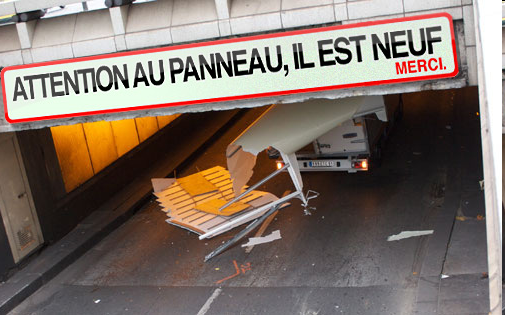 ATTENTION AU PANNEAU, IL EST NEUF
MERCI.